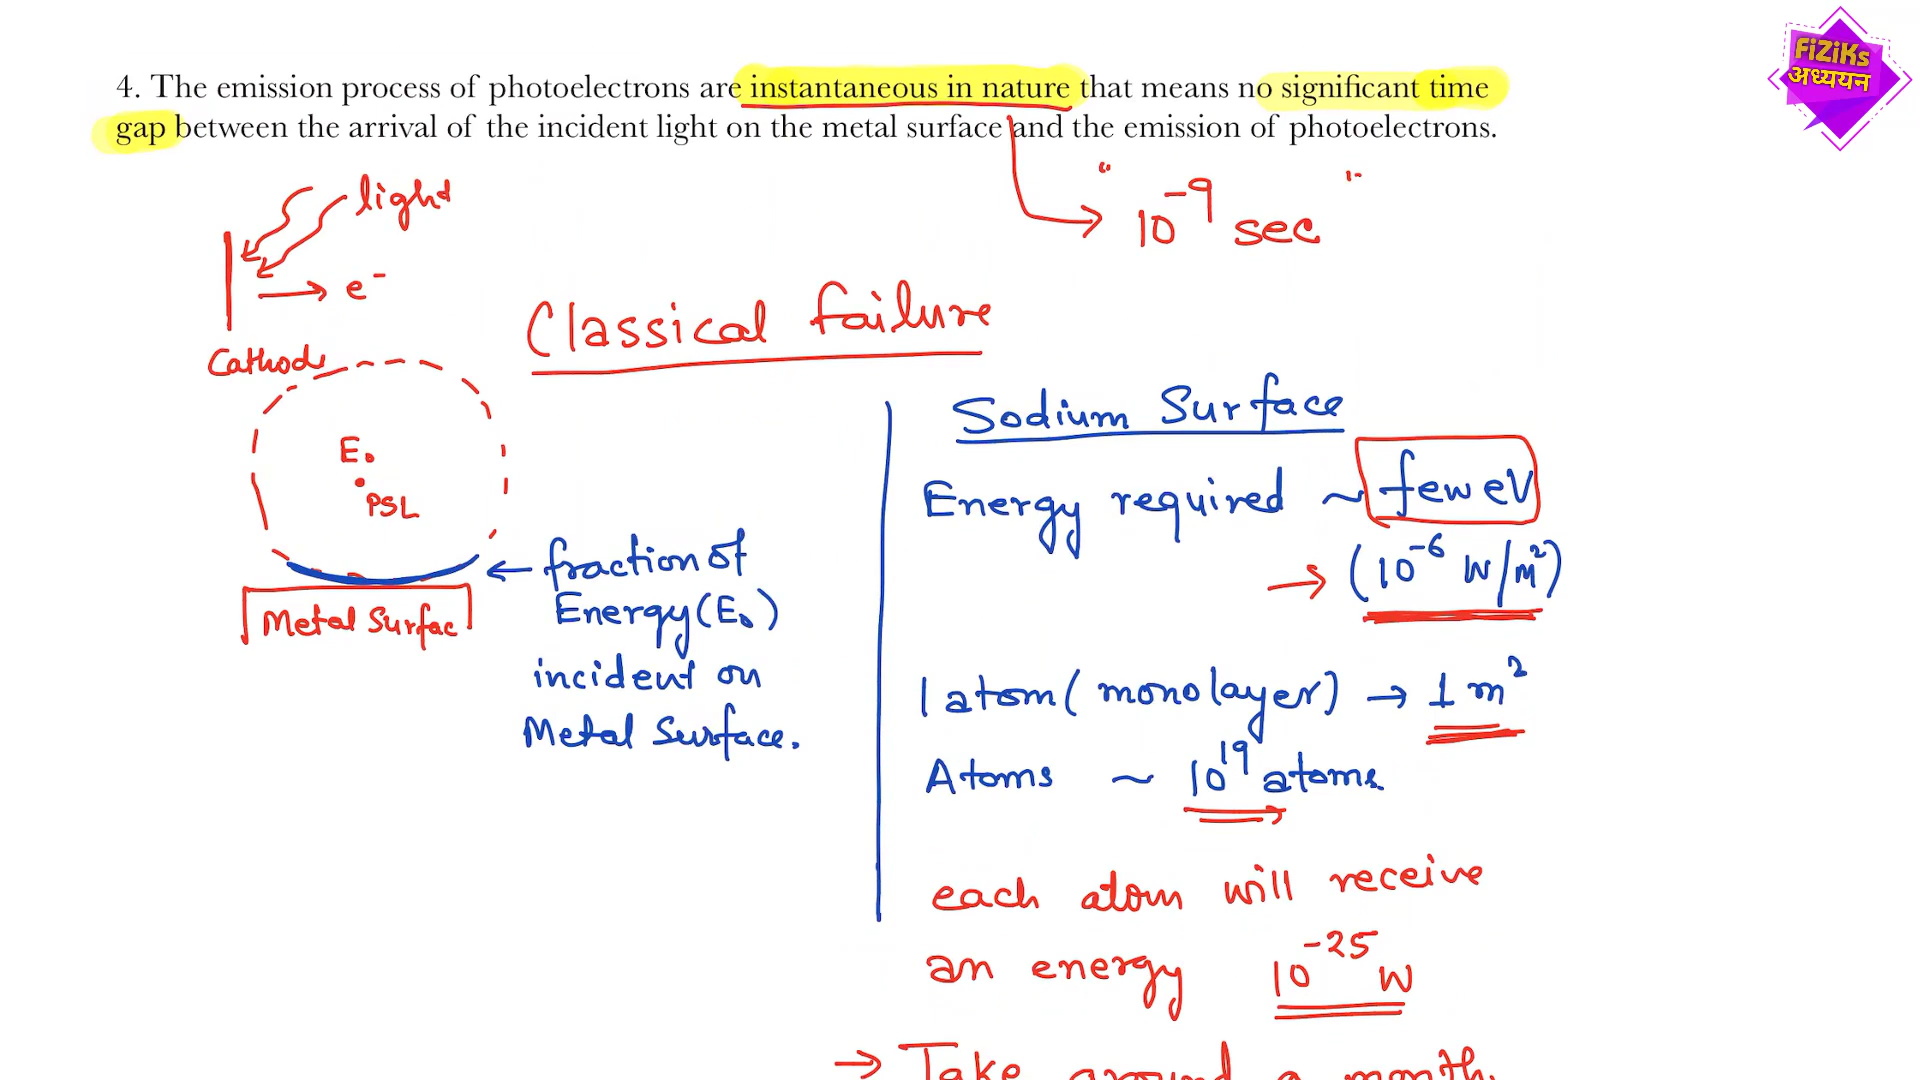 FiZiKs
अध्ययन
4. The emission process of photoelectrons are instantaneous in nature that means no significant time
gap between the arrival of the incident light on the metal surface and the emission of photoelectrons.
light
" 10⁻⁹ sec "
e⁻
Classical failure
Cathode
Sodium Surface
E₀
PSL
Energy required ~ few eV
(10⁻⁶ W/m²)
← fraction of
Energy (E₀)
incident on
Metal Surface.
Metal Surfac
1 atom (monolayer) → 1 m²
Atoms ~ 10¹⁹ atoms
each atom will receive
an energy 10⁻²⁵ W
→ Take around a month.